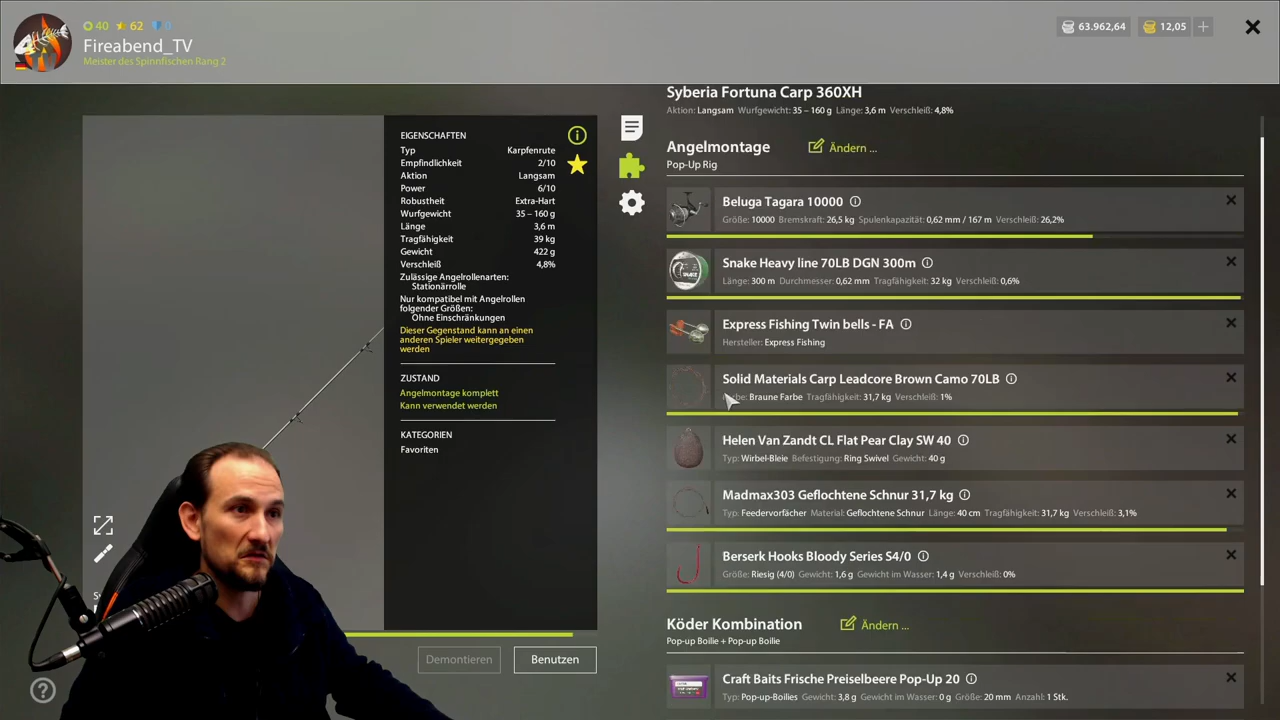 40 62 0
Fireabend_TV
Meister des Spinnfischen Rang 2
63.962,64 12,05
EIGENSCHAFTEN
Typ Karpfenrute
Empfindlichkeit 2/10
Aktion Langsam
Power 6/10
Robustheit Extra-Hart
Wurfgewicht 35 – 160 g
Länge 3,6 m
Tragfähigkeit 39 kg
Gewicht 422 g
Verschleiß 4,8%
Zulässige Angelrollenarten:
Stationärrolle
Nur kompatibel mit Angelrollen
folgender Größen:
Ohne Einschränkungen
Dieser Gegenstand kann an einen
anderen Spieler weitergegeben
werden
ZUSTAND
Angelmontage komplett
Kann verwendet werden
KATEGORIEN
Favoriten
Demontieren Benutzen
Syberia Fortuna Carp 360XH
Aktion: Langsam Wurfgewicht: 35 – 160 g Länge: 3,6 m Verschleiß: 4,8%
Angelmontage Ändern ...
Pop-Up Rig
Beluga Tagara 10000
Größe: 10000 Bremskraft: 26,5 kg Spulenkapazität: 0,62 mm / 167 m Verschleiß: 26,2%
Snake Heavy line 70LB DGN 300m
Länge: 300 m Durchmesser: 0,62 mm Tragfähigkeit: 32 kg Verschleiß: 0,6%
Express Fishing Twin bells - FA
Hersteller: Express Fishing
Solid Materials Carp Leadcore Brown Camo 70LB
Braune Farbe Tragfähigkeit: 31,7 kg Verschleiß: 1%
Helen Van Zandt CL Flat Pear Clay SW 40
Typ: Wirbel-Bleie Befestigung: Ring Swivel Gewicht: 40 g
Madmax303 Geflochtene Schnur 31,7 kg
Typ: Feedervorfächer Material: Geflochtene Schnur Länge: 40 cm Tragfähigkeit: 31,7 kg Verschleiß: 3,1%
Berserk Hooks Bloody Series S4/0
Größe: Riesig (4/0) Gewicht: 1,6 g Gewicht im Wasser: 1,4 g Verschleiß: 0%
Köder Kombination Ändern ...
Pop-up Boilie + Pop-up Boilie
Craft Baits Frische Preiselbeere Pop-Up 20
Typ: Pop-up-Boilies Gewicht: 3,8 g Gewicht im Wasser: 0 g Größe: 20 mm Anzahl: 1 Stk.